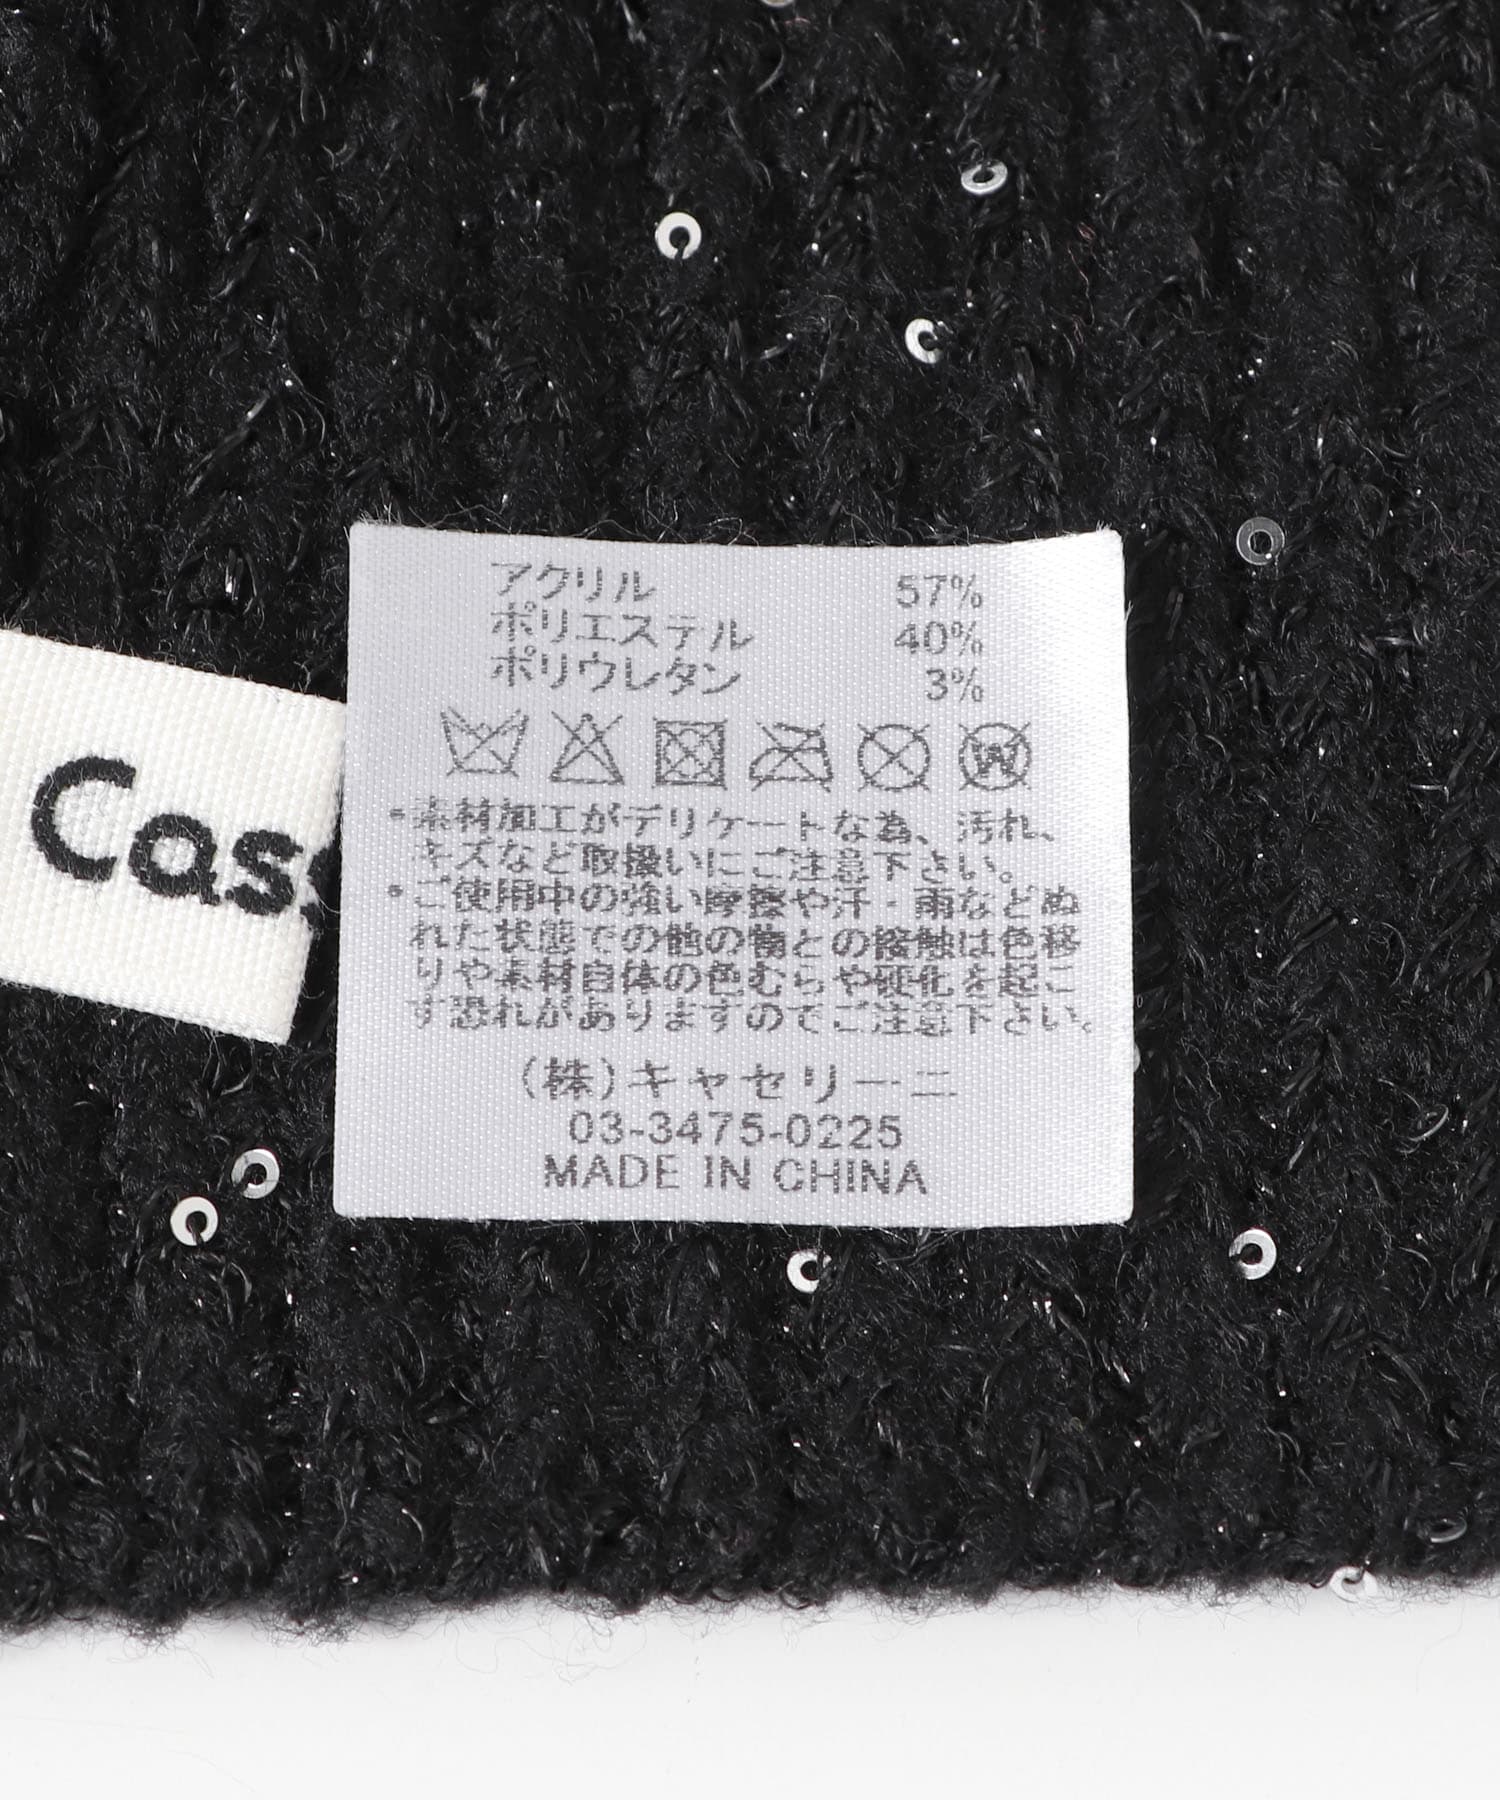 アクリル 57%
ポリエステル 40%
ポリウレタン 3%
W
Cas
・素材加工がデリケートな為、汚れ、
キズなど取扱いにご注意下さい。
・ご使用中の強い摩擦や汗・雨などぬ
れた状態での他の物との接触は色移
りや素材自体の色むらや硬化を起こ
す恐れがありますのでご注意下さい。
(株)キャセリーニ
03-3475-0225
MADE IN CHINA